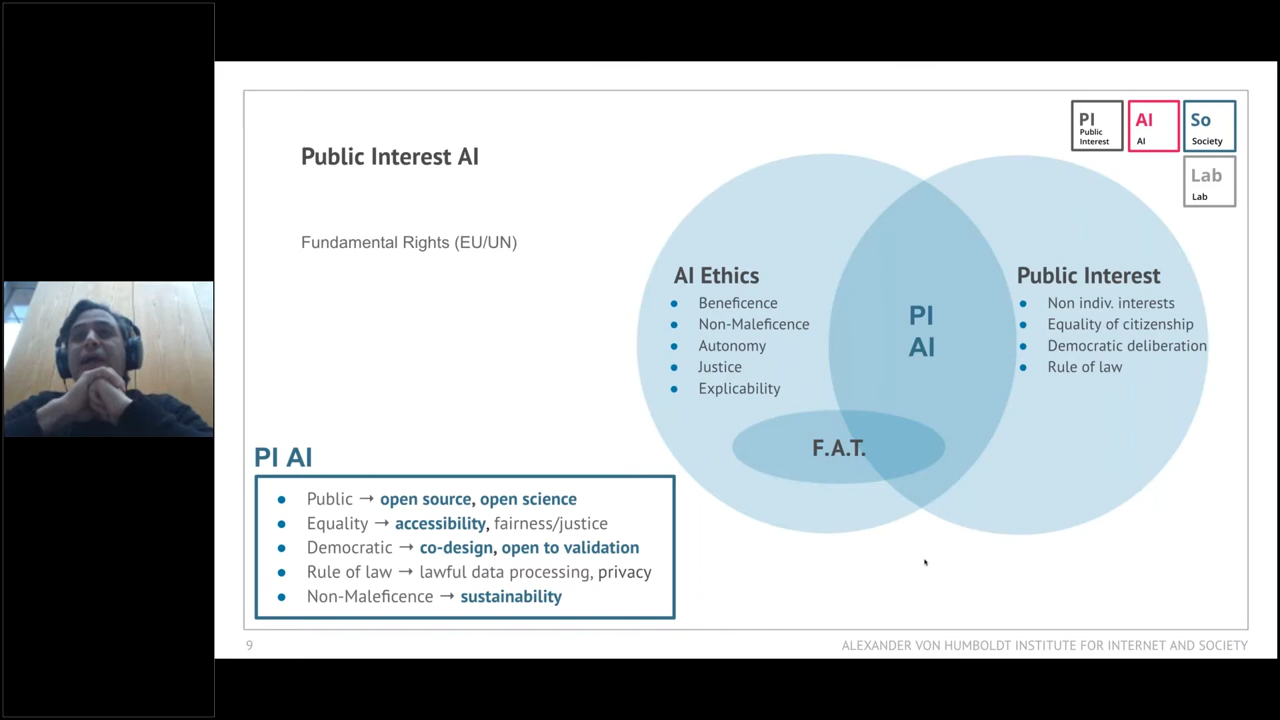 PI
Public
Interest
AI
AI
So
Society
Lab
Lab
Public Interest AI
Fundamental Rights (EU/UN)
AI Ethics
Beneficence
Non-Maleficence
Autonomy
Justice
Explicability
PI
AI
F.A.T.
Public Interest
Non indiv. interests
Equality of citizenship
Democratic deliberation
Rule of law
PI AI
Public → open source, open science
Equality → accessibility, fairness/justice
Democratic → co-design, open to validation
Rule of law → lawful data processing, privacy
Non-Maleficence → sustainability
9
ALEXANDER VON HUMBOLDT INSTITUTE FOR INTERNET AND SOCIETY